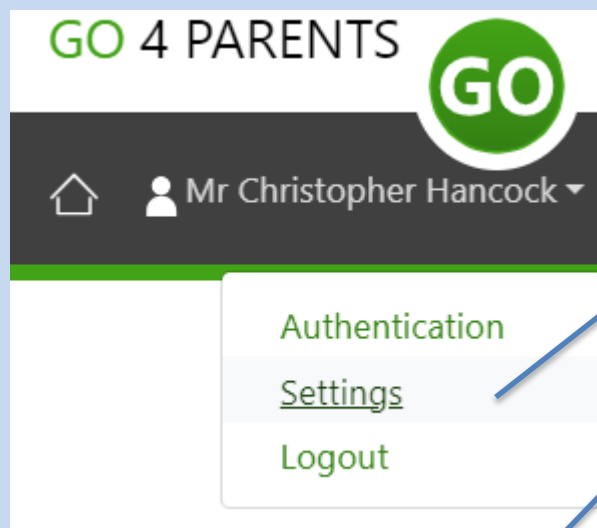 GO 4 PARENTS
GO
Mr Christopher Hancock
Authentication
Settings
Logout